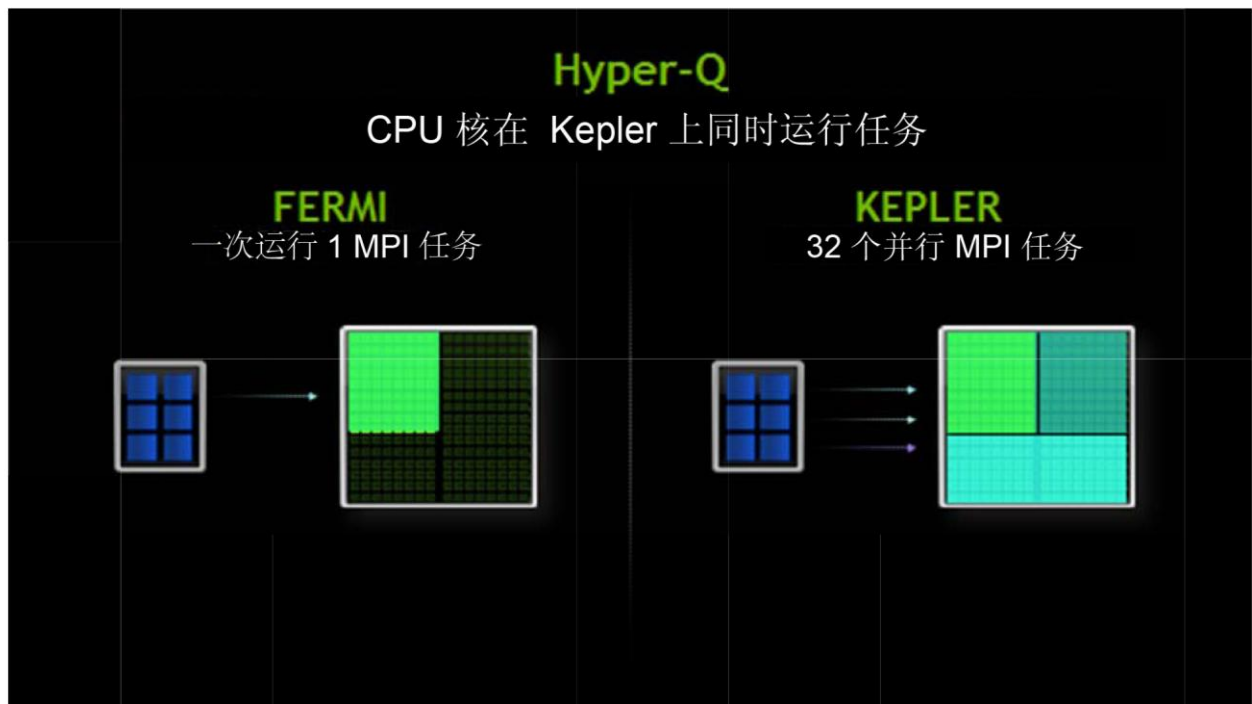 Hyper-Q
CPU 核在 Kepler 上同时运行任务
FERMI
一次运行 1 MPI 任务
KEPLER
32 个并行 MPI 任务